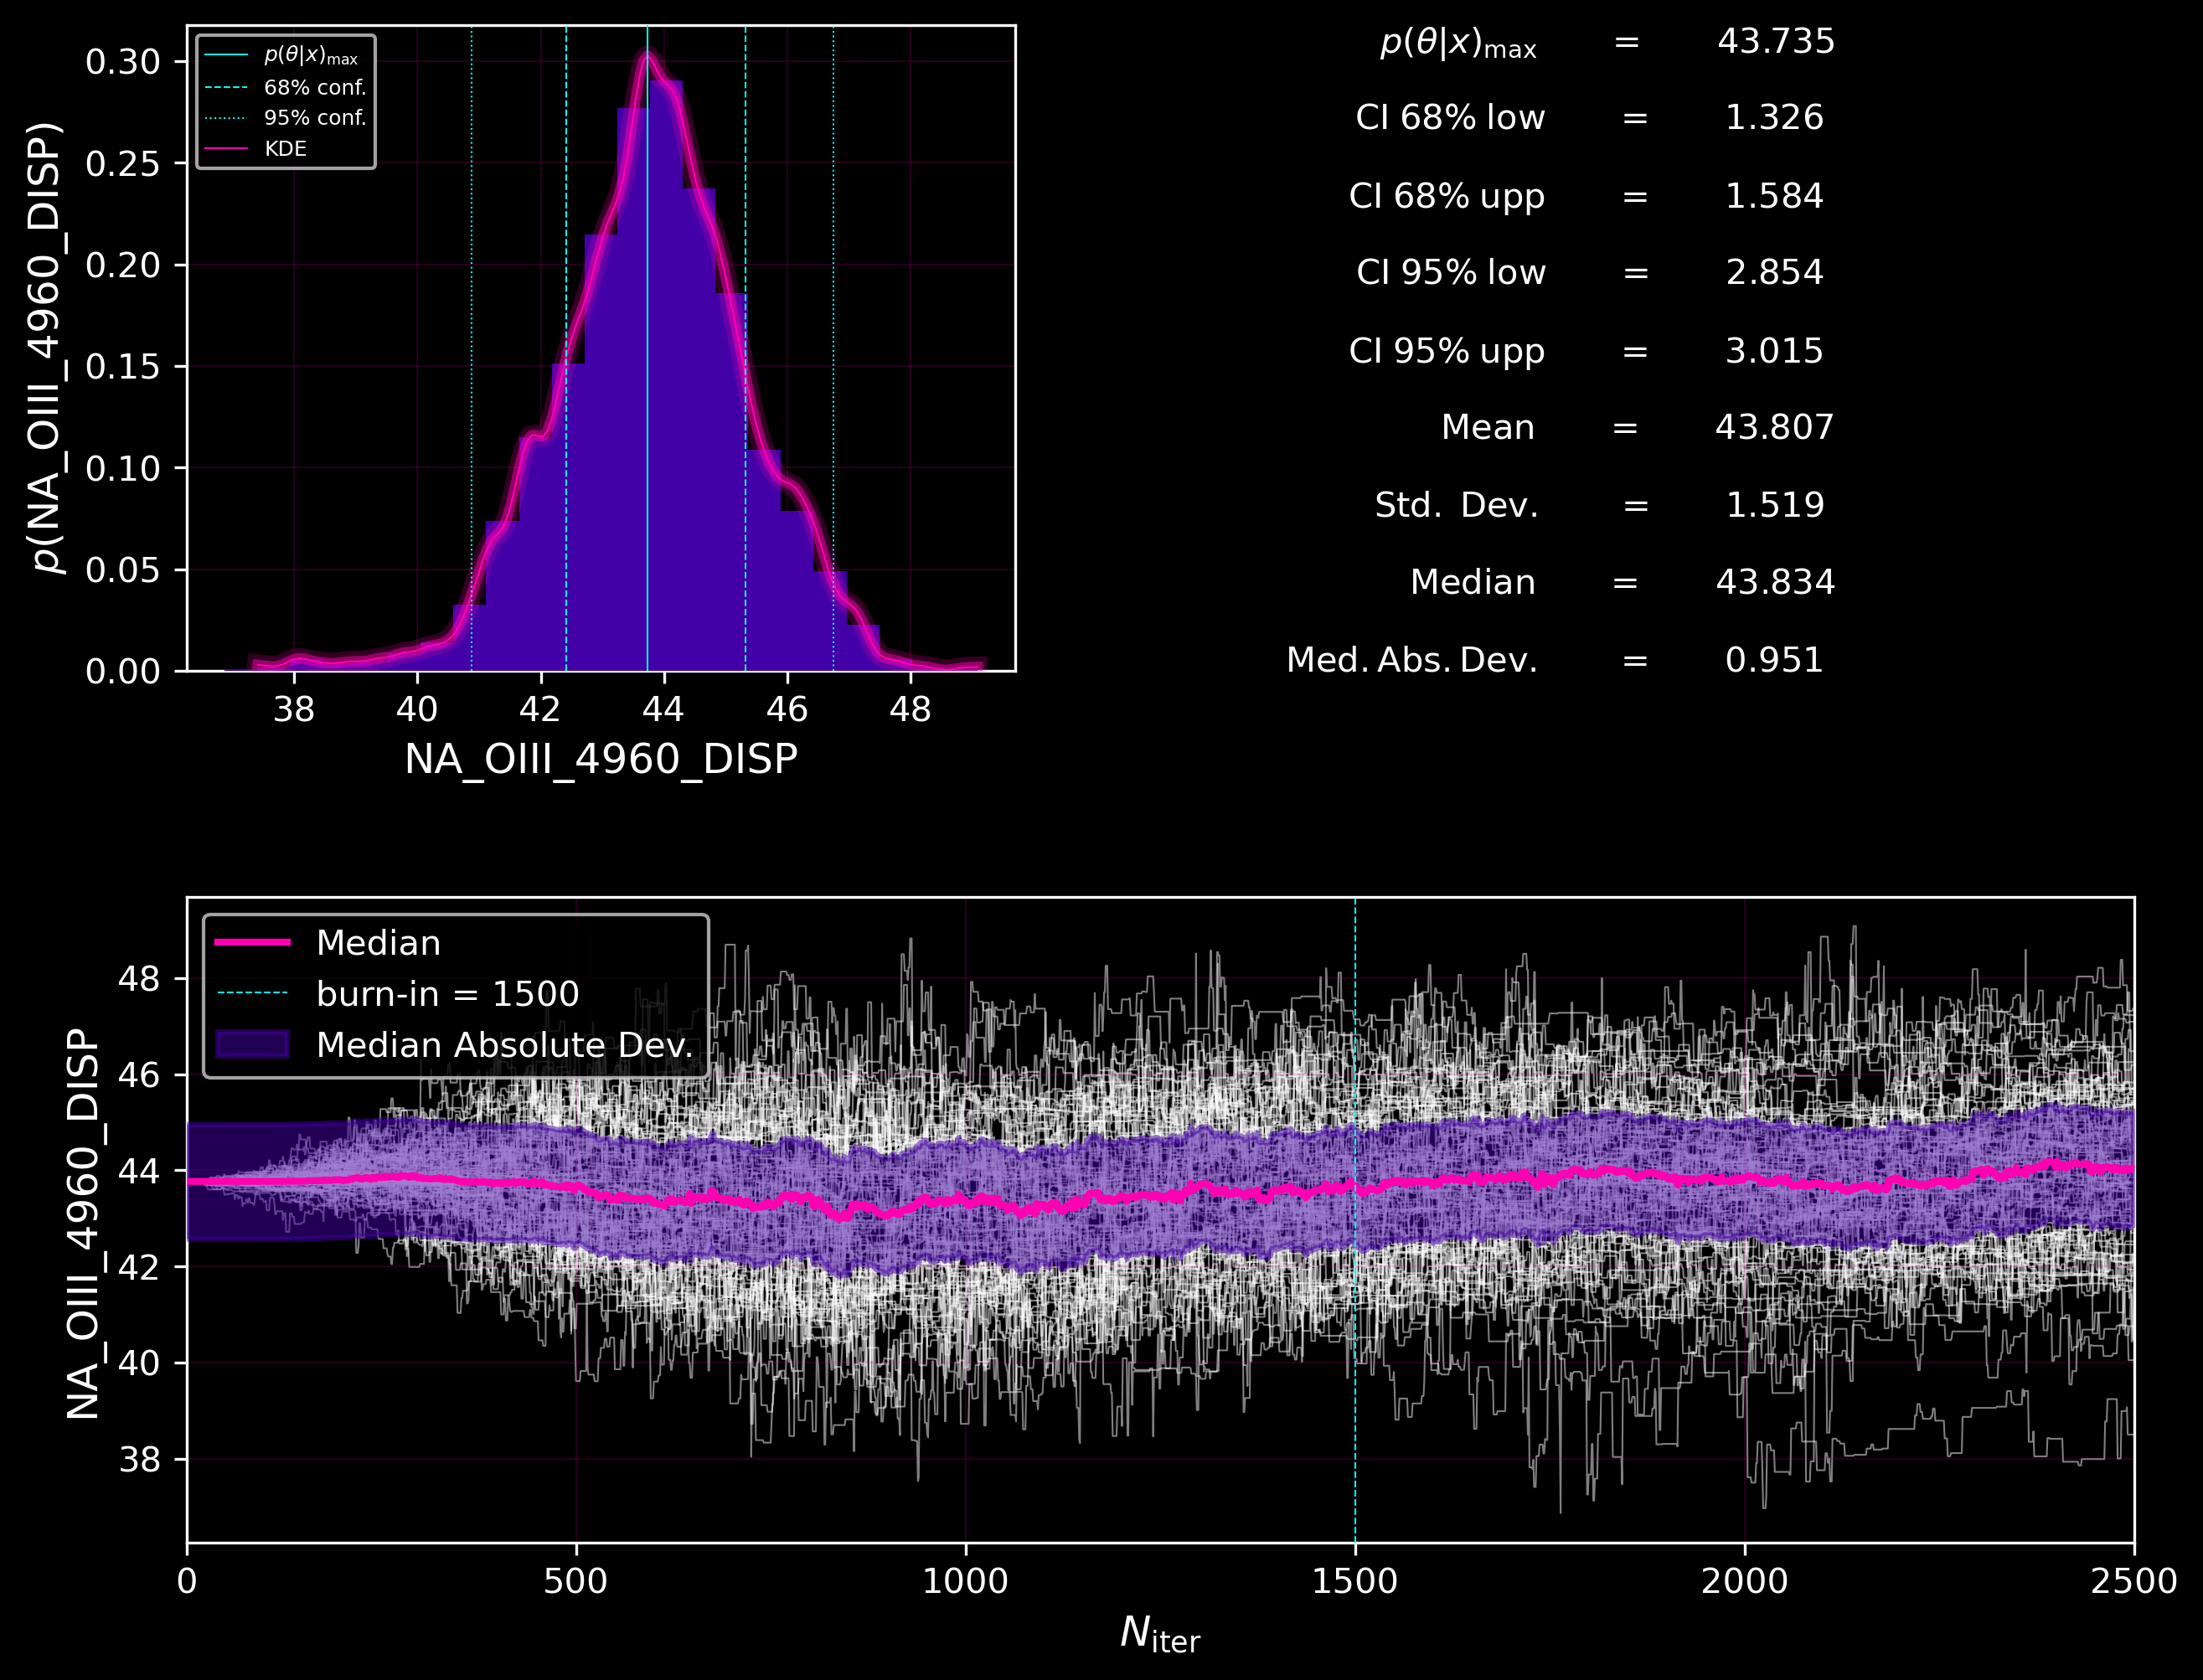 p(θ|x)max
68% conf.
95% conf.
KDE
p(NA_OIII_4960_DISP)
0.30
0.25
0.20
0.15
0.10
0.05
0.00
38 40 42 44 46 48
NA_OIII_4960_DISP
p(θ|x)max = 43.735
CI 68% low = 1.326
CI 68% upp = 1.584
CI 95% low = 2.854
CI 95% upp = 3.015
Mean = 43.807
Std. Dev. = 1.519
Median = 43.834
Med. Abs. Dev. = 0.951
Median
burn-in = 1500
Median Absolute Dev.
NA_OIII_4960_DISP
48
46
44
42
40
38
0 500 1000 1500 2000 2500
Niter